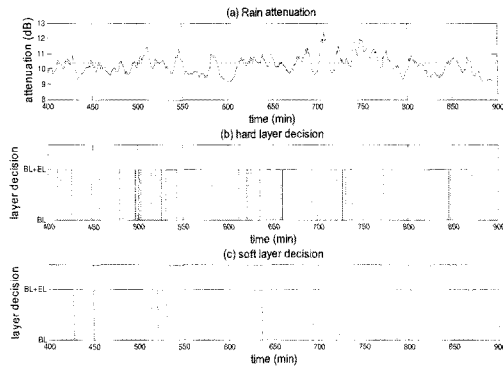 (a) Rain attenuation
attenuation (dB)
13
12
11
10
9
8
400 450 500 550 600 650 700 750 800 850 900
time (min)
(b) hard layer decision
layer decision
BL+EL
BL
400 450 500 550 600 650 700 750 800 850 900
time (min)
(c) soft layer decision
layer decision
BL+EL
BL
400 450 500 550 600 650 700 750 800 850 900
time (min)